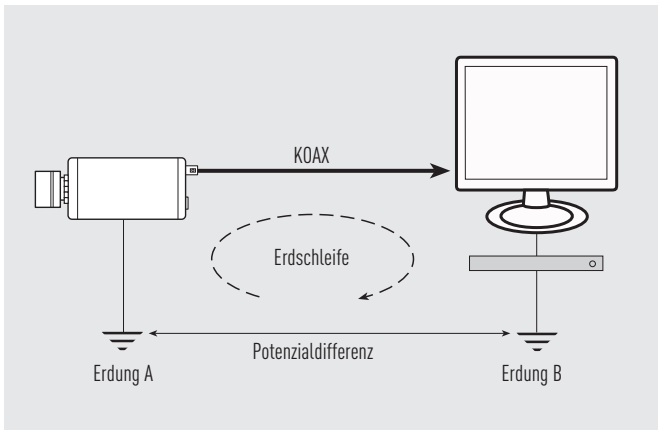 KOAX
Erdschleife
Potenzialdifferenz
Erdung A
Erdung B